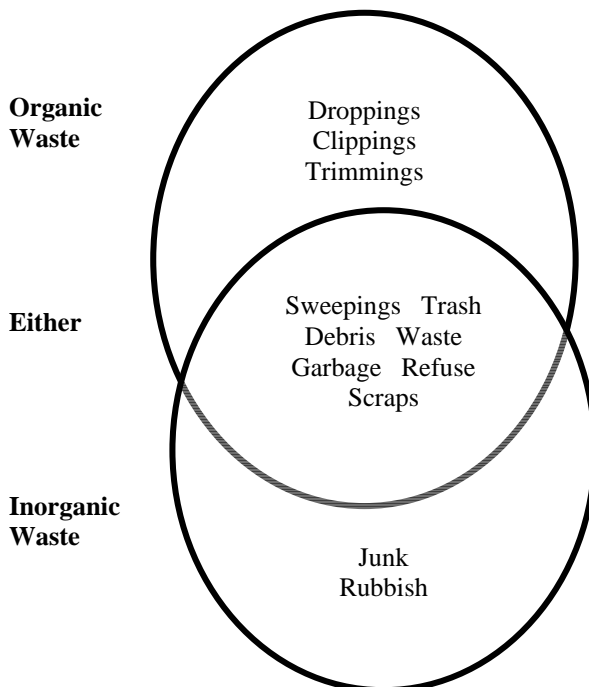 Organic
Waste
Droppings
Clippings
Trimmings
Either
Sweepings Trash
Debris Waste
Garbage Refuse
Scraps
Inorganic
Waste
Junk
Rubbish